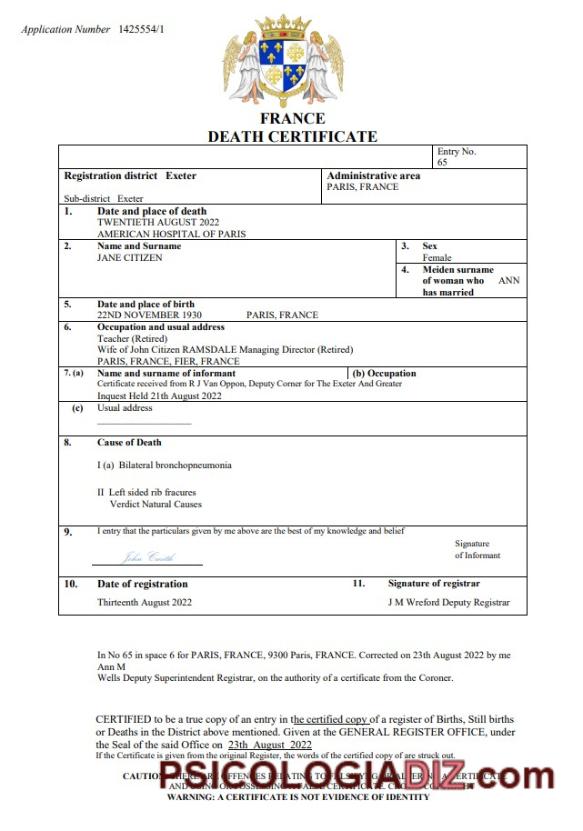 Application Number 1425554/1
FRANCE
DEATH CERTIFICATE
Entry No.
65
Registration district Exeter
Administrative area
PARIS, FRANCE
Sub-district Exeter
1. Date and place of death
TWENTIETH AUGUST 2022
AMERICAN HOSPITAL OF PARIS
2. Name and Surname
JANE CITIZEN
3. Sex
Female
4. Meiden surname
of woman who ANN
has married
5. Date and place of birth
22ND NOVEMBER 1930 PARIS, FRANCE
6. Occupation and usual address
Teacher (Retired)
Wife of John Citizen RAMSDALE Managing Director (Retired)
PARIS, FRANCE, FIER, FRANCE
7. (a) Name and surname of informant (b) Occupation
Certificate received from R J Van Oppon, Deputy Corner for The Exeter And Greater
Inquest Held 21th August 2022
(c) Usual address
8. Cause of Death
I (a) Bilateral bronchopneumonia
II Left sided rib fracures
Verdict Natural Causes
9. I entry that the particulars given by me above are the best of my knowledge and belief
Signature
of Informant
10. Date of registration
Thirteenth August 2022
11. Signature of registrar
J M Wreford Deputy Registrar
In No 65 in space 6 for PARIS, FRANCE, 9300 Paris, FRANCE. Corrected on 23th August 2022 by me
Ann M
Wells Deputy Superintendent Registrar, on the authority of a certificate from the Coroner.
CERTIFIED to be a true copy of an entry in the certified copy of a register of Births, Still births
or Deaths in the District above mentioned. Given at the GENERAL REGISTER OFFICE, under
the Seal of the said Office on 23th August 2022
If the Certificate is given from the original Register, the words of the certified copy of are struck out.
CAUTION: THERE ARE OFFENCES RELATING TO
PSICOLOGIADIZ.com
WARNING: A CERTIFICATE IS NOT EVIDENCE OF IDENTITY